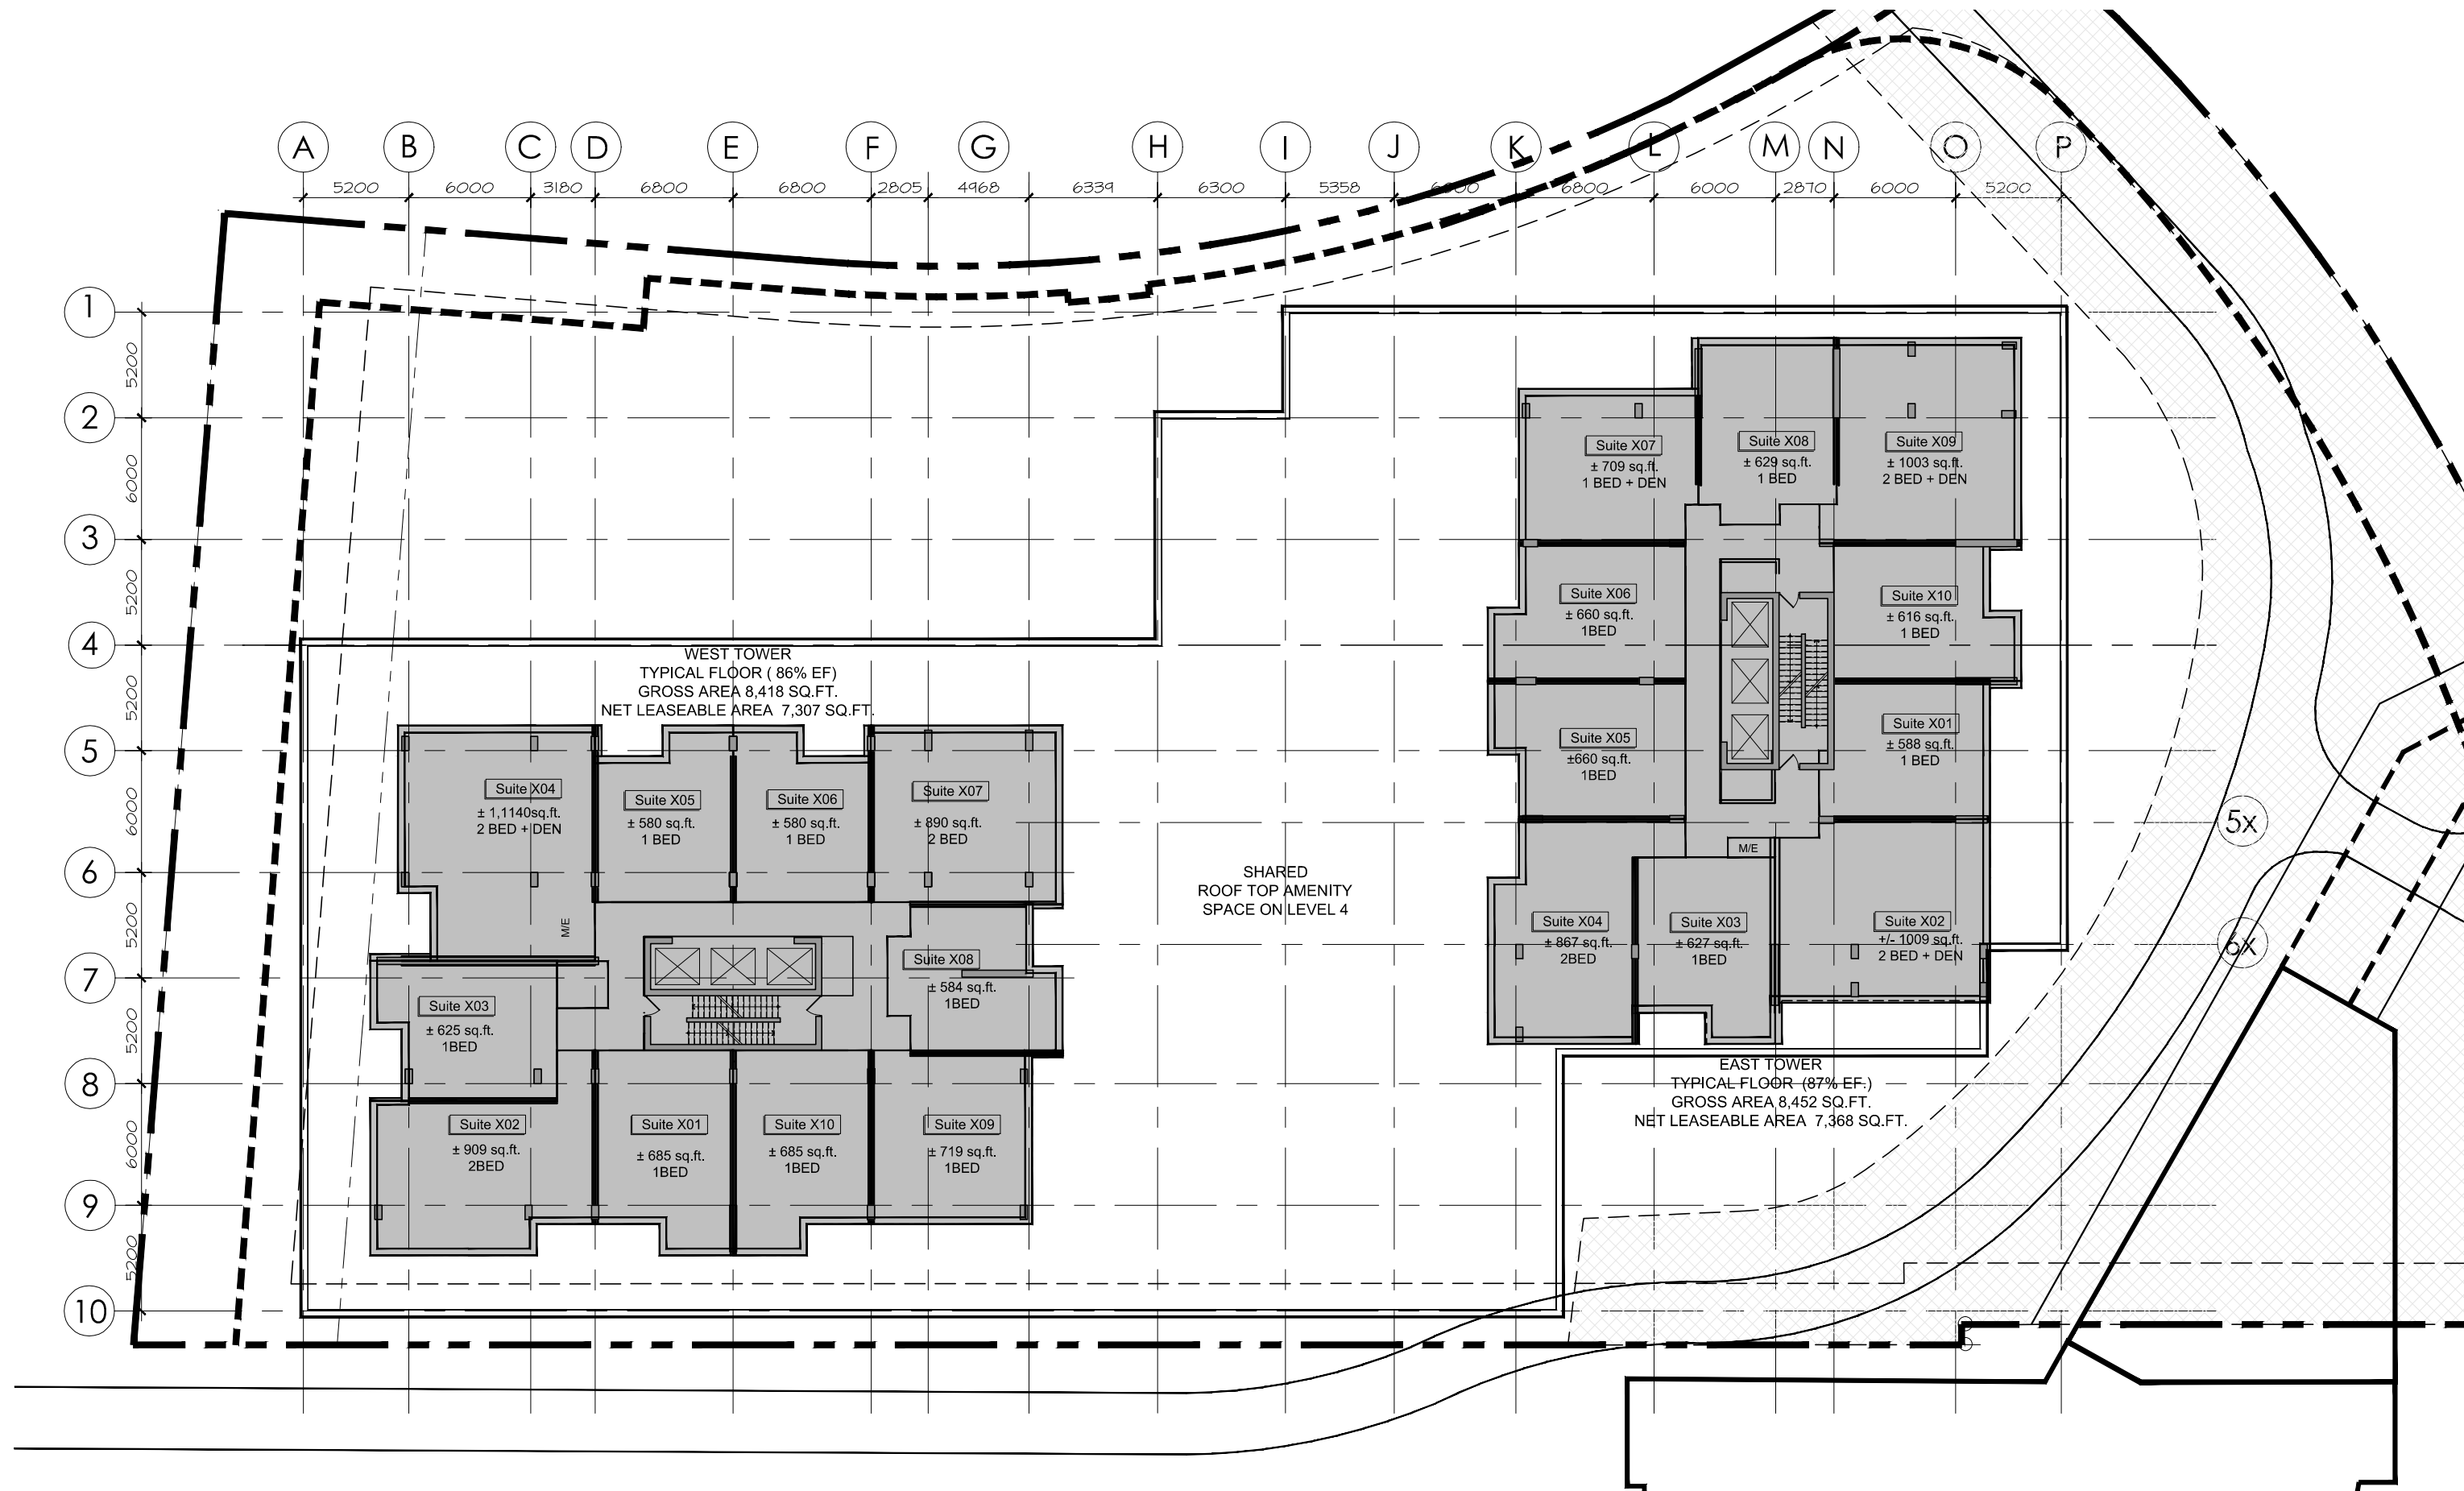 A B C D E F G H I J K L M N O P
5200 6000 3180 6800 6800 2805 4968 6339 6300 5358 6000 6800 6000 2870 6000 5200
1
5200
2
6000
3
5200
4
5200
5
6000
6
5200
7
5200
8
6000
9
5200
10
WEST TOWER
TYPICAL FLOOR ( 86% EF)
GROSS AREA 8,418 SQ.FT.
NET LEASEABLE AREA 7,307 SQ.FT.
Suite X04
± 1,1140sq.ft.
2 BED + DEN
Suite X05
± 580 sq.ft.
1 BED
Suite X06
± 580 sq.ft.
1 BED
Suite X07
± 890 sq.ft.
2 BED
M/E
Suite X03
± 625 sq.ft.
1BED
Suite X08
± 584 sq.ft.
1BED
Suite X02
± 909 sq.ft.
2BED
Suite X01
± 685 sq.ft.
1BED
Suite X10
± 685 sq.ft.
1BED
Suite X09
± 719 sq.ft.
1BED
SHARED
ROOF TOP AMENITY
SPACE ON LEVEL 4
Suite X07
± 709 sq.ft.
1 BED + DEN
Suite X08
± 629 sq.ft.
1 BED
Suite X09
± 1003 sq.ft.
2 BED + DEN
Suite X06
± 660 sq.ft.
1BED
Suite X10
± 616 sq.ft.
1 BED
Suite X05
±660 sq.ft.
1BED
Suite X01
± 588 sq.ft.
1 BED
M/E
Suite X04
± 867 sq.ft.
2BED
Suite X03
± 627 sq.ft.
1BED
Suite X02
+/- 1009 sq.ft.
2 BED + DEN
EAST TOWER
TYPICAL FLOOR (87% EF.)
GROSS AREA 8,452 SQ.FT.
NET LEASEABLE AREA 7,368 SQ.FT.
5x
6x